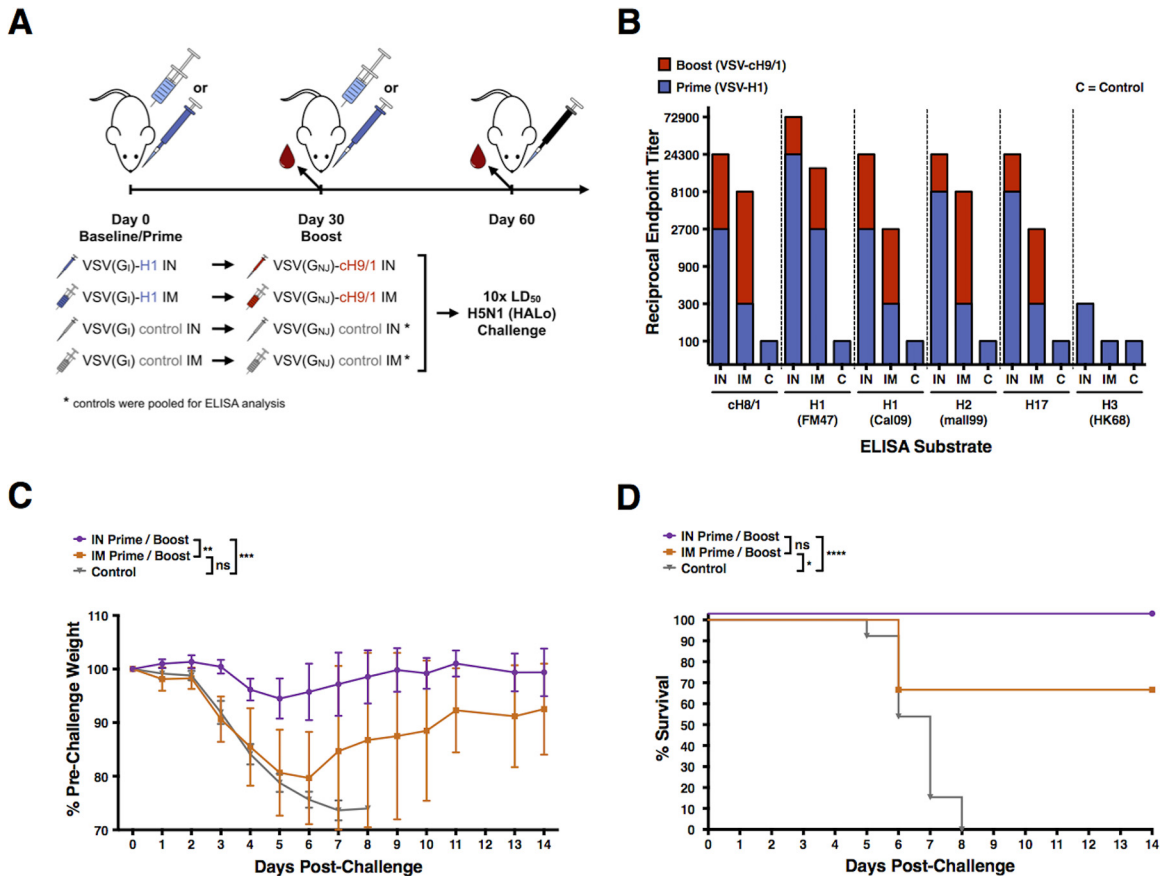 A
or
or
Day 0
Baseline/Prime
Day 30
Boost
Day 60
VSV(GI)-H1 IN
VSV(GNJ)-cH9/1 IN
VSV(GI)-H1 IM
VSV(GNJ)-cH9/1 IM
VSV(GI) control IN
VSV(GNJ) control IN *
VSV(GI) control IM
VSV(GNJ) control IM *
10x LD50
H5N1 (HALo)
Challenge
* controls were pooled for ELISA analysis
B
Boost (VSV-cH9/1)
Prime (VSV-H1)
C = Control
Reciprocal Endpoint Titer
72900
24300
8100
2700
900
300
100
IN IM C IN IM C IN IM C IN IM C IN IM C IN IM C
cH8/1
H1
(FM47)
H1
(Cal09)
H2
(mall99)
H17
H3
(HK68)
ELISA Substrate
C
IN Prime / Boost
IM Prime / Boost
Control
**
ns
***
% Pre-Challenge Weight
110
100
90
80
70
0 1 2 3 4 5 6 7 8 9 10 11 12 13 14
Days Post-Challenge
D
IN Prime / Boost
IM Prime / Boost
Control
ns
*
****
% Survival
100
90
80
70
60
50
40
30
20
10
0
0 1 2 3 4 5 6 7 8 9 10 11 12 13 14
Days Post-Challenge